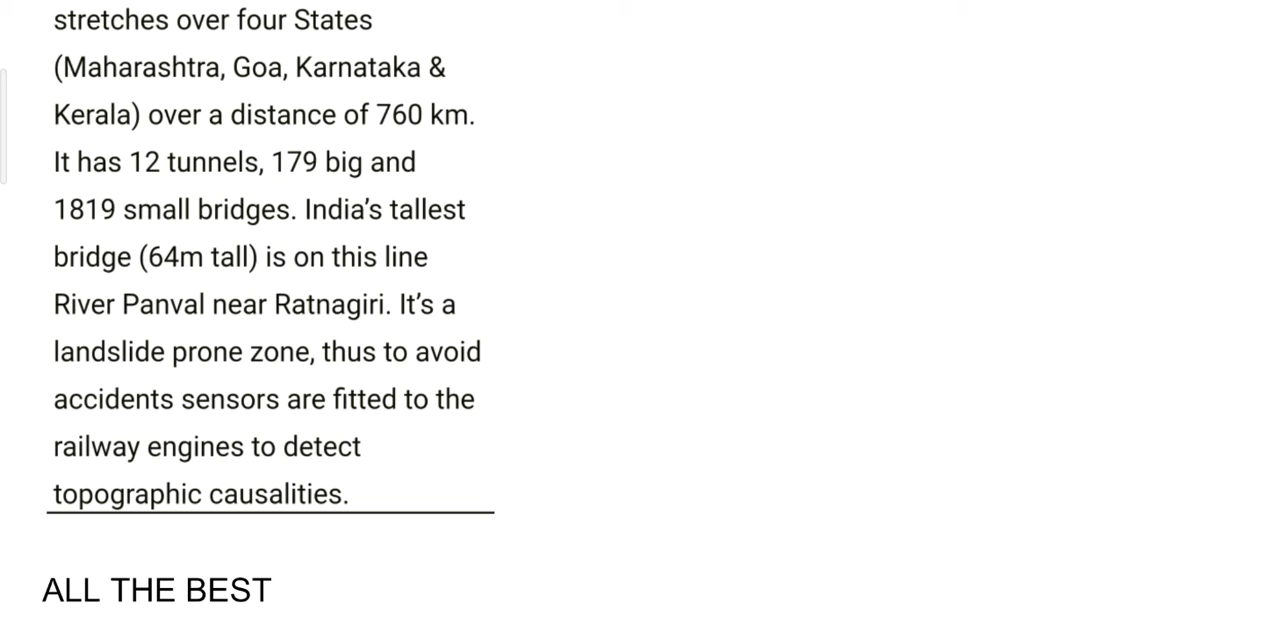 stretches over four States
(Maharashtra, Goa, Karnataka &
Kerala) over a distance of 760 km.
It has 12 tunnels, 179 big and
1819 small bridges. India’s tallest
bridge (64m tall) is on this line
River Panval near Ratnagiri. It’s a
landslide prone zone, thus to avoid
accidents sensors are fitted to the
railway engines to detect
topographic causalities.
ALL THE BEST